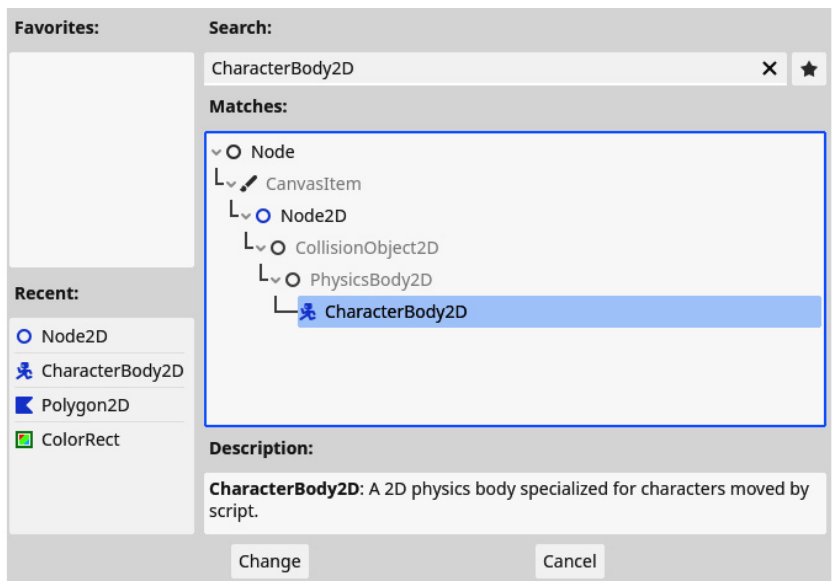 Favorites:
Search:
CharacterBody2D
Matches:
Node
CanvasItem
Node2D
CollisionObject2D
PhysicsBody2D
CharacterBody2D
Recent:
Node2D
CharacterBody2D
Polygon2D
ColorRect
Description:
CharacterBody2D: A 2D physics body specialized for characters moved by
script.
Change
Cancel